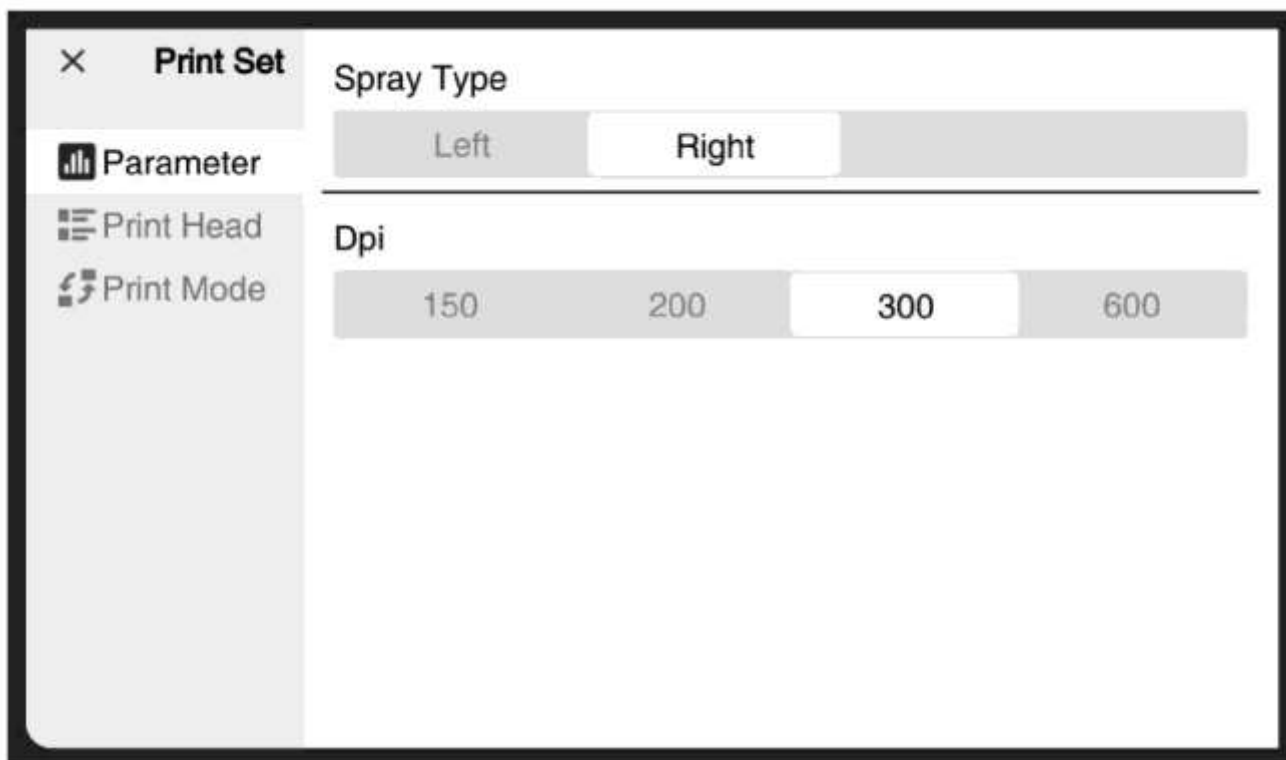 Print Set
Parameter
Print Head
Print Mode
Spray Type
Left Right
Dpi
150 200 300 600